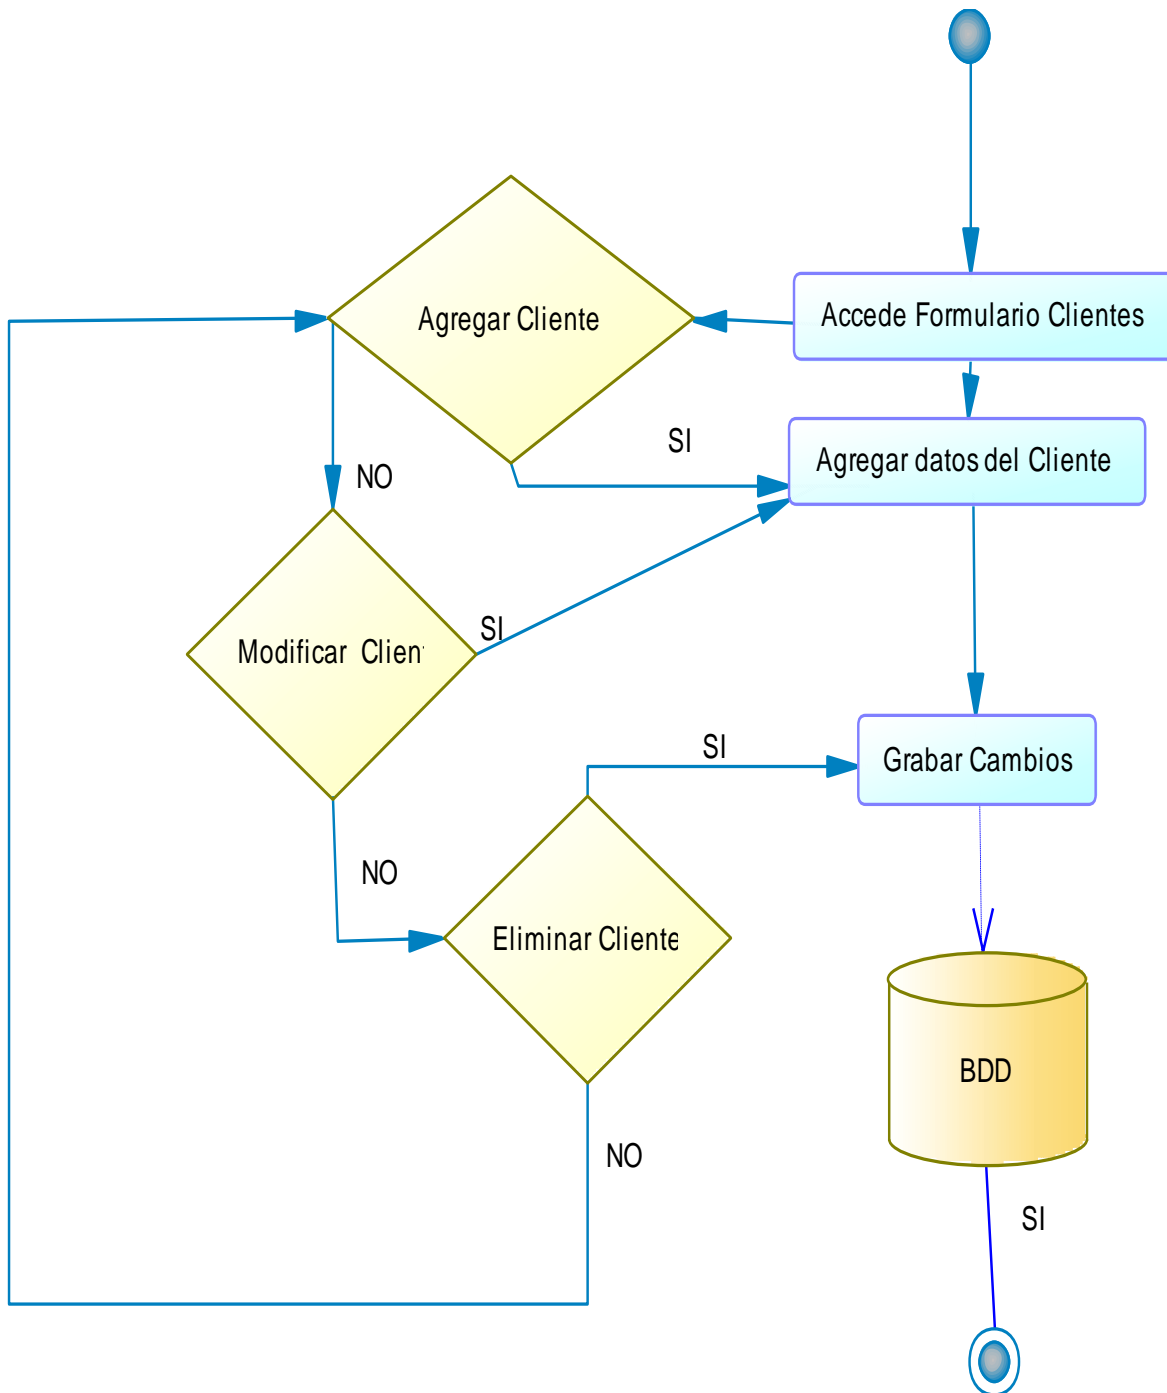 Accede Formulario Clientes
Agregar Cliente
SI
Agregar datos del Cliente
NO
SI
Modificar Clien
SI
Grabar Cambios
NO
Eliminar Cliente
BDD
NO
SI